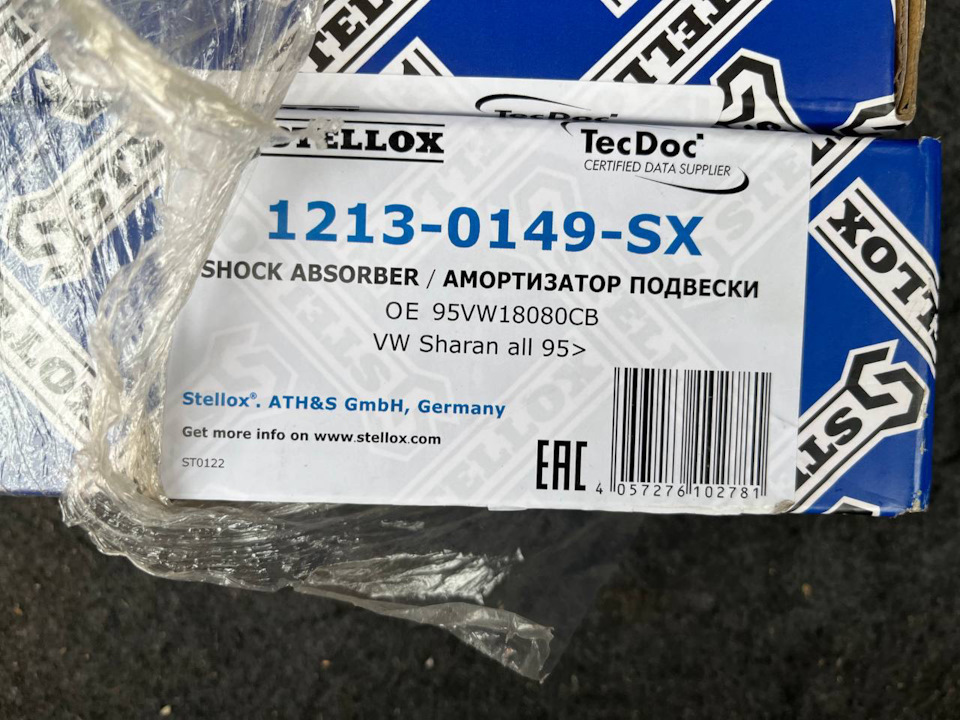 STELLOX
TecDoc
CERTIFIED DATA SUPPLIER
1213-0149-SX
SHOCK ABSORBER / АМОРТИЗАТОР ПОДВЕСКИ
OE 95VW18080CB
VW Sharan all 95>
Stellox®. ATH&S GmbH, Germany
Get more info on www.stellox.com
ST0122
EAC
4 057276 102781